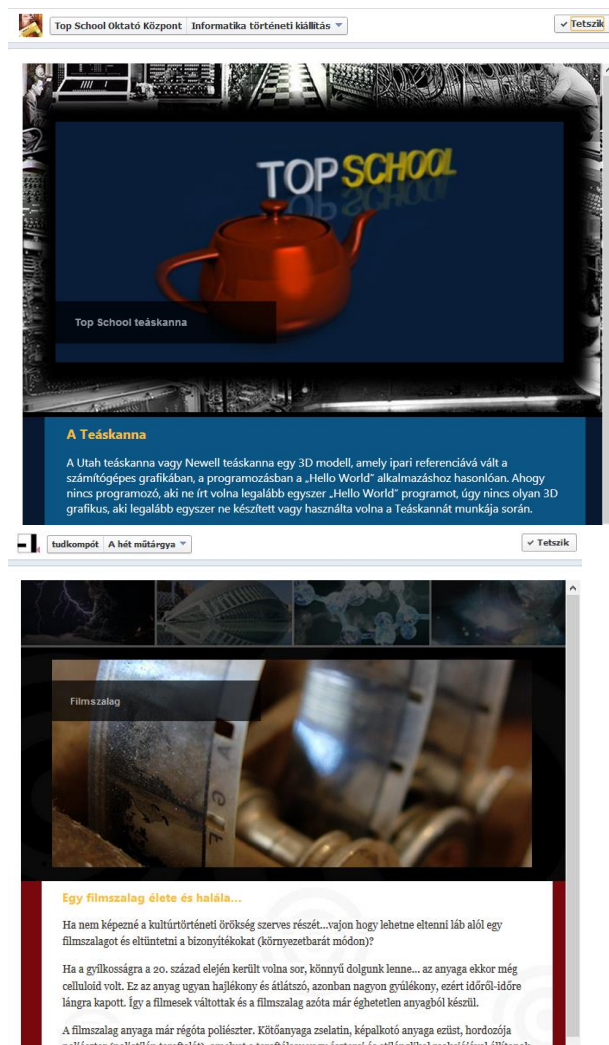 Top School Oktató Központ Informatika történeti kiállítás
Tetszik
TOP SCHOOL
Top School teáskanna
A Teáskanna
A Utah teáskanna vagy Newell teáskanna egy 3D modell, amely ipari referenciává vált a
számítógépes grafikában, a programozásban a „Hello World" alkalmazáshoz hasonlóan. Ahogy
nincs programozó, aki ne írt volna legalább egyszer „Hello World" programot, úgy nincs olyan 3D
grafikus, aki legalább egyszer ne készített vagy használta volna a Teáskannát munkája során.
tudkompót A hét műtárgya
Tetszik
Filmszalag
Egy filmszalag élete és halála...
Ha nem képezné a kultúrtörténeti örökség szerves részét...vajon hogy lehetne eltenni láb alól egy
filmszalagot és eltüntetni a bizonyítékokat (környezetbarát módon)?
Ha a gyilkosságra a 20. század elején került volna sor, könnyű dolgunk lenne... az anyaga ekkor még
celluloid volt. Ez az anyag ugyan hajlékony és átlátszó, azonban nagyon gyúlékony, ezért időről-időre
lángra kapott. Így a filmesek váltottak és a filmszalag azóta már éghetetlen anyagból készül.
A filmszalag anyaga már régóta poliészter. Kötőanyaga zselatin, képalkotó anyaga ezüst, hordozója